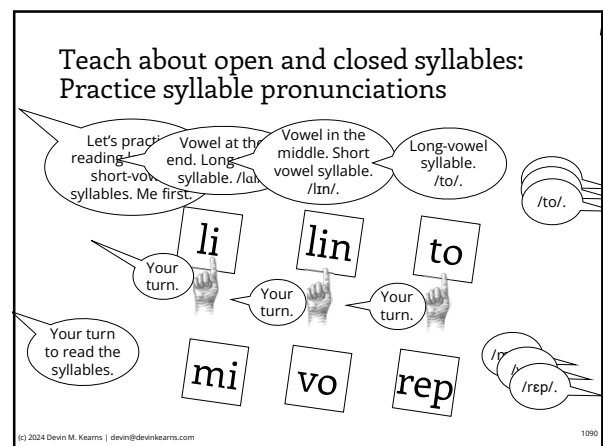 Teach about open and closed syllables:
Practice syllable pronunciations
Let's
reading
short-vow
syllables. Me first.
Vowel at the
end. Long
syllable.
Vowel in the
middle. Short
vowel syllable.
/lɪn/.
Long-vowel
syllable.
/to/.
/to/.
li
lin
to
Your
turn.
Your
turn.
Your
turn.
Your turn
to read the
syllables.
mi
vo
rep
/rɛp/.
(c) 2024 Devin M. Kearns | devin@devinkearns.com
1090